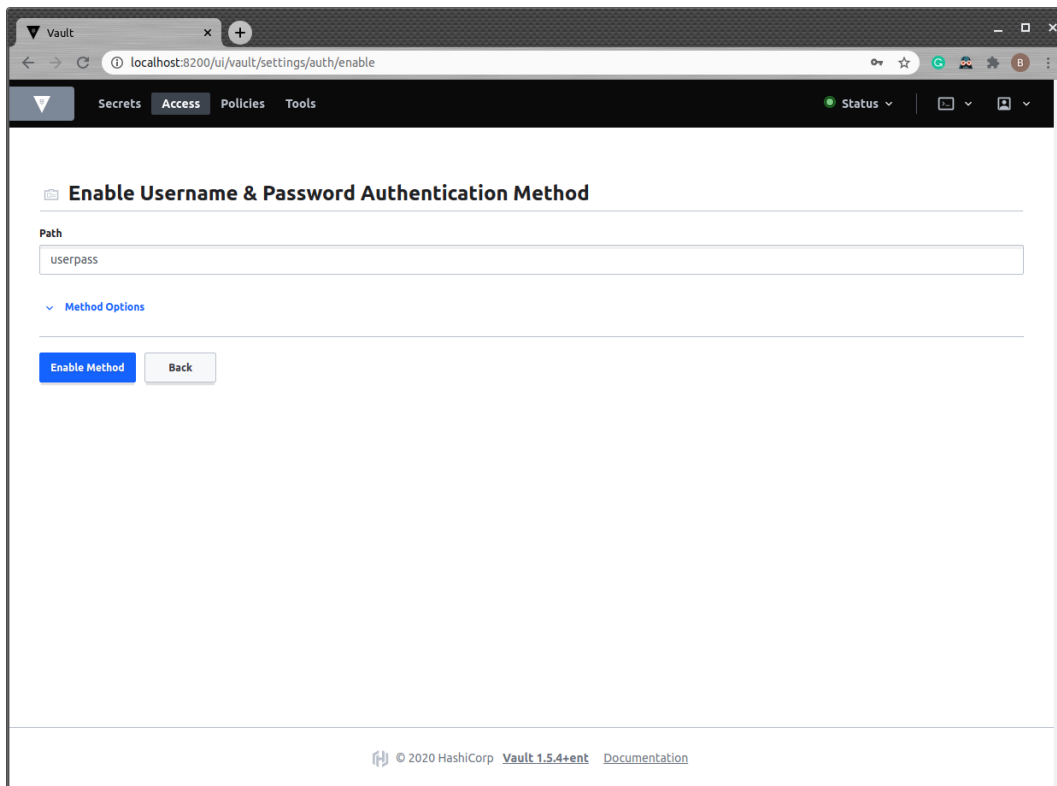 Vault
localhost:8200/ui/vault/settings/auth/enable
B
Secrets Access Policies Tools Status
Enable Username & Password Authentication Method
Path
userpass
Method Options
Enable Method Back
© 2020 HashiCorp Vault 1.5.4+ent Documentation